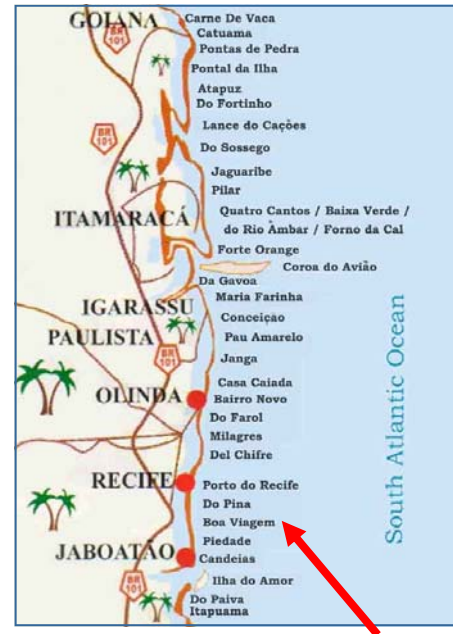 GOIANA
BR
101
Carne De Vaca
Catuama
Pontas de Pedra
Pontal da Ilha
Atapuz
Do Fortinho
BR
101
Lance do Cações
Do Sossego
Jaguaribe
Pilar
ITAMARACÁ
Quatro Cantos / Baixa Verde /
do Rio Àmbar / Forno da Cal
Forte Orange
Coroa do Avião
Da Gavoa
Maria Farinha
IGARASSU
Conceição
PAULISTA
Pau Amarelo
BR
101
Janga
Casa Caiada
OLINDA
Bairro Novo
Do Farol
Milagres
Del Chifre
RECIFE
Porto do Recife
Do Pina
Boa Viagem
Piedade
JABOATÃO
Candeias
BR
101
Ilha do Amor
Do Paiva
Itapuama
South Atlantic Ocean